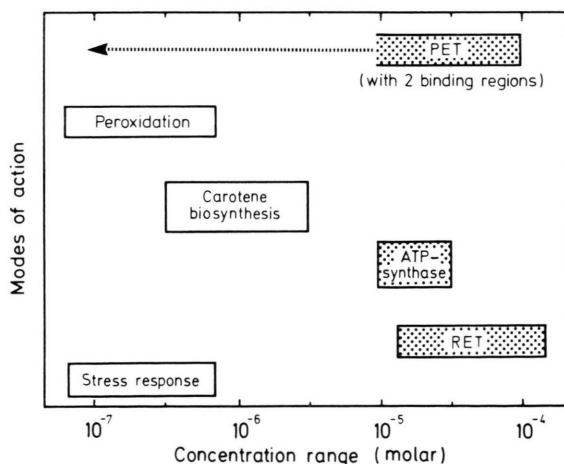 PET
(with 2 binding regions)
Peroxidation
Carotene
biosynthesis
ATP-
synthase
RET
Stress response
Modes of action
10⁻⁷ 10⁻⁶ 10⁻⁵ 10⁻⁴
Concentration range (molar)